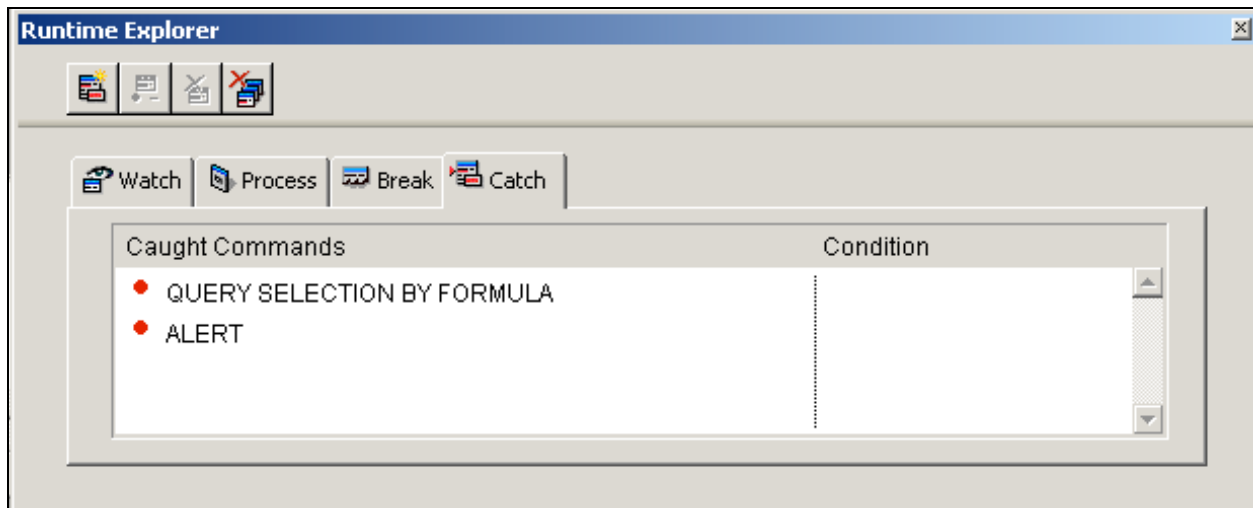 Runtime Explorer
Watch Process Break Catch
Caught Commands Condition
QUERY SELECTION BY FORMULA
ALERT